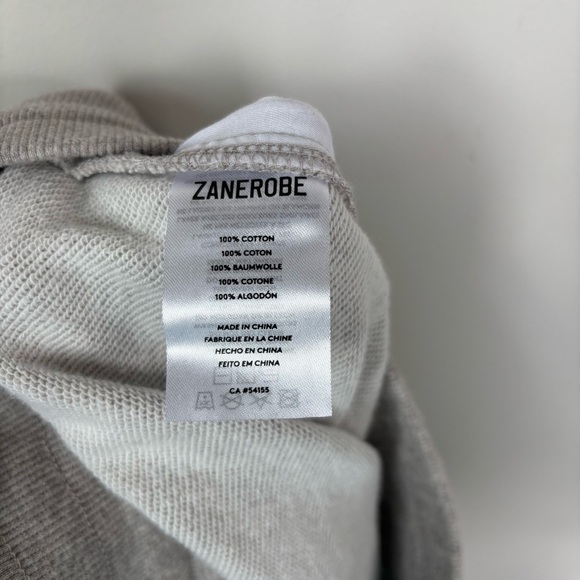 ZANEROBE
100% COTTON
100% COTON
100% BAUMWOLLE
100% COTONE
100% ALGODÓN
MADE IN CHINA
FABRIQUE EN LA CHINE
HECHO EN CHINA
FEITO EM CHINA
CA #54155